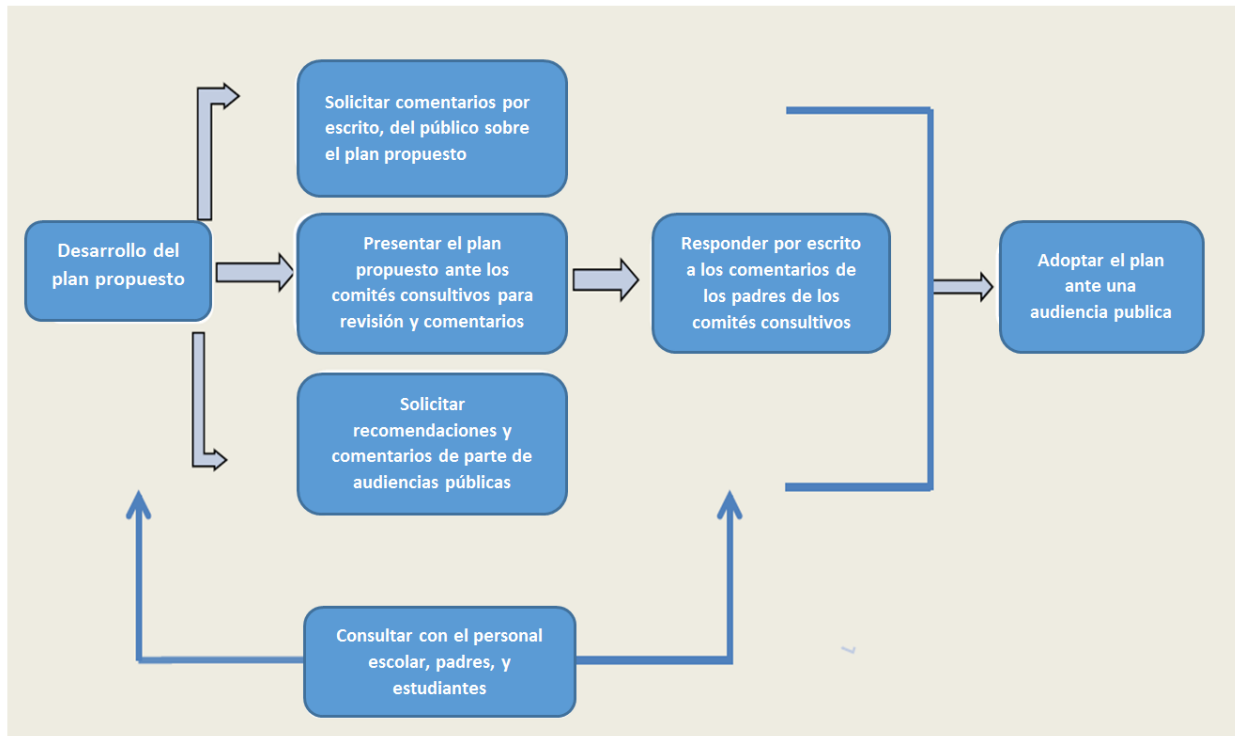 Solicitar comentarios por
escrito, del público sobre
el plan propuesto
Desarrollo del
plan propuesto
Presentar el plan
propuesto ante los
comités consultivos para
revisión y comentarios
Responder por escrito
a los comentarios de
los padres de los
comités consultivos
Adoptar el plan
ante una
audiencia publica
Solicitar
recomendaciones y
comentarios de parte de
audiencias públicas
Consultar con el personal
escolar, padres, y
estudiantes